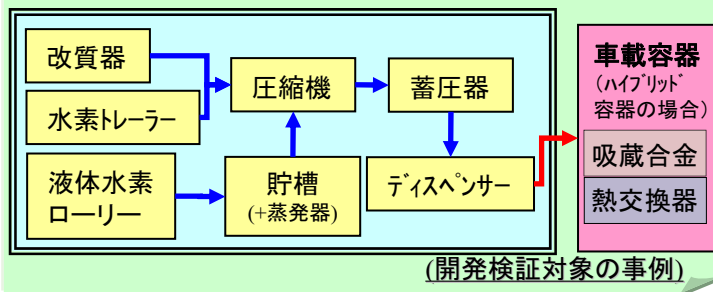 改質器
水素トレーラー
液体水素
ローリー
圧縮機
貯槽
(+蒸発器)
蓄圧器
ディスペンサー
車載容器
(ハイブリッド
容器の場合)
吸蔵合金
熱交換器
(開発検証対象の事例)